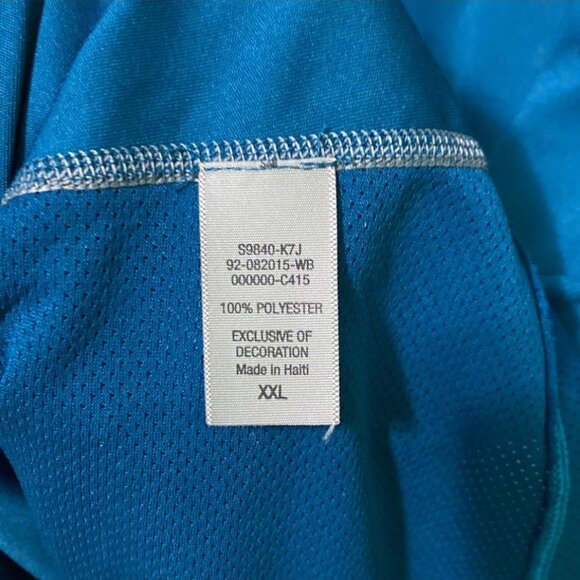 S9840-K7J
92-082015-WB
000000-C415
100% POLYESTER
EXCLUSIVE OF
DECORATION
Made in Haiti
XXL